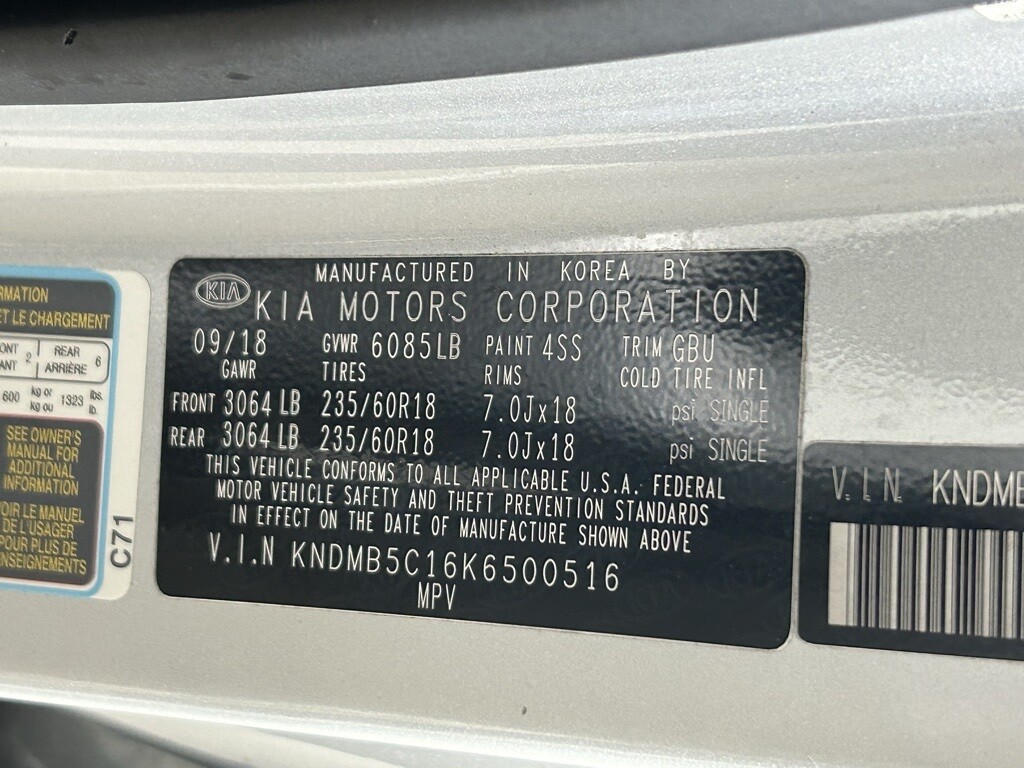 RMATION
ET LE CHARGEMENT
ONT 2 REAR 6
ANT ARRIÈRE
600 kg or 1323 lbs.
kg ou lb.
SEE OWNER'S
MANUAL FOR
ADDITIONAL
INFORMATION
OIR LE MANUEL
DE L'USAGER
POUR PLUS DE
ENSEIGNEMENTS
C71
MANUFACTURED IN KOREA BY
KIA KIA MOTORS CORPORATION
09/18 GVWR 6085LB PAINT 4SS TRIM GBU
GAWR TIRES RIMS COLD TIRE INFL
FRONT 3064 LB 235/60R18 7.0Jx18 psi SINGLE
REAR 3064 LB 235/60R18 7.0Jx18 psi SINGLE
THIS VEHICLE CONFORMS TO ALL APPLICABLE U.S.A. FEDERAL
MOTOR VEHICLE SAFETY AND THEFT PREVENTION STANDARDS
IN EFFECT ON THE DATE OF MANUFACTURE SHOWN ABOVE
V.I.N KNDMB5C16K6500516
MPV
V.I.N. KNDMB